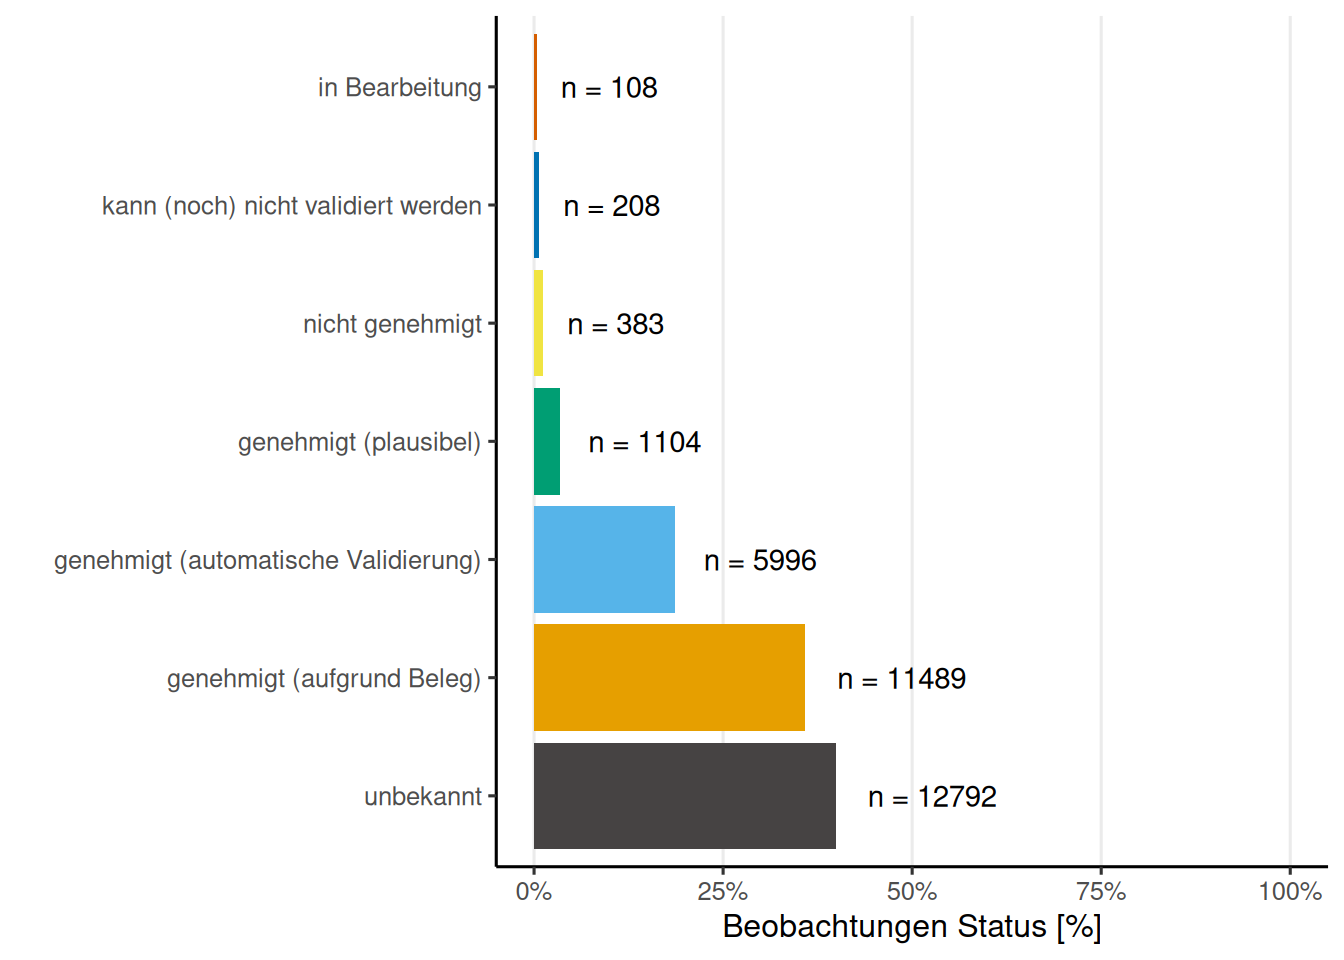 in Bearbeitung
n = 108
kann (noch) nicht validiert werden
n = 208
nicht genehmigt
n = 383
genehmigt (plausibel)
n = 1104
genehmigt (automatische Validierung)
n = 5996
genehmigt (aufgrund Beleg)
n = 11489
unbekannt
n = 12792
0% 25% 50% 75% 100%
Beobachtungen Status [%]